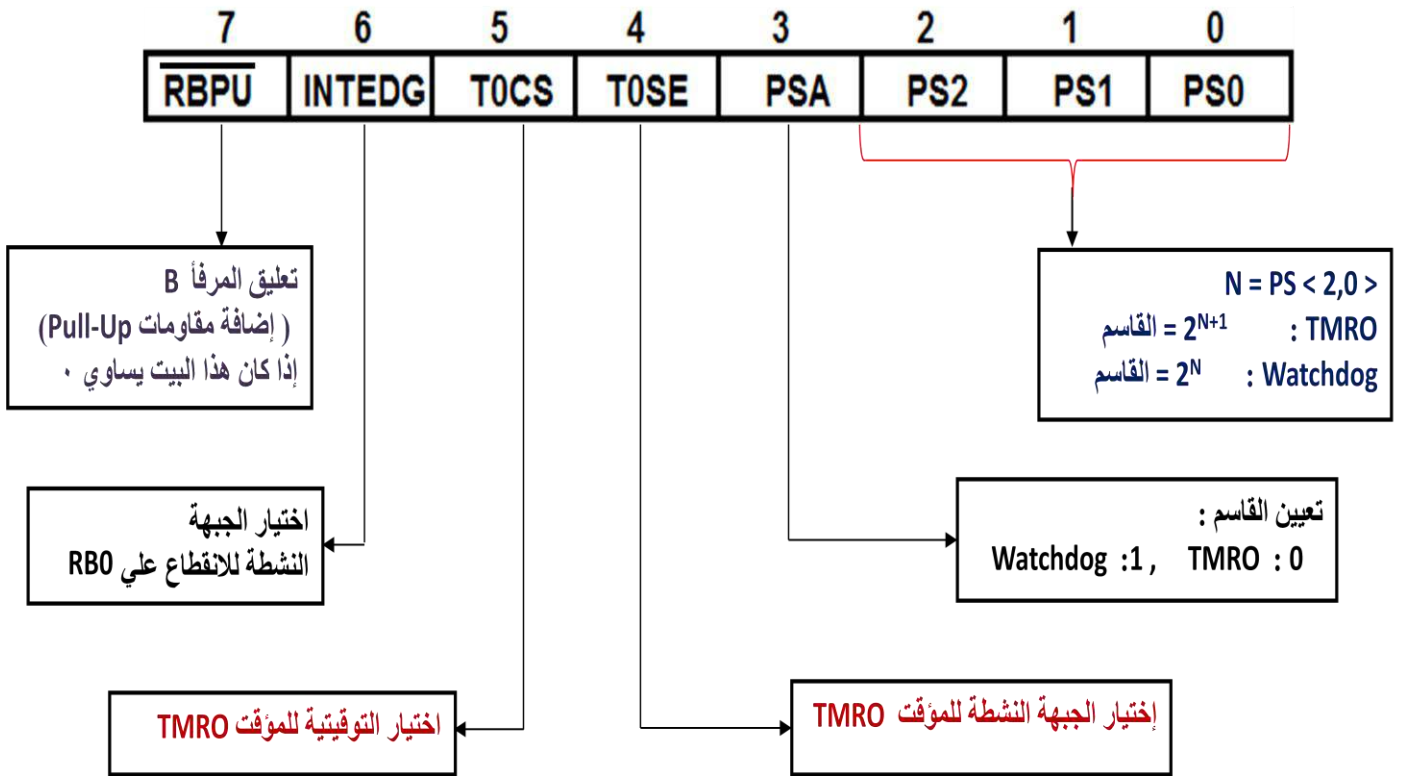 7 6 5 4 3 2 1 0
RBPU INTEDG T0CS T0SE PSA PS2 PS1 PS0
تعليق المرفأ B
( إضافة مقاومات Pull-Up)
إذا كان هذا البيت يساوي ٠
N = PS < 2,0 >
TMRO : القاسم = 2^{N+1}
Watchdog : القاسم = 2^N
اختيار الجبهة
النشطة للانقطاع علي RB0
تعيين القاسم :
Watchdog :1 , TMRO : 0
اختيار التوقيتية للمؤقت TMRO
إختيار الجبهة النشطة للمؤقت TMRO